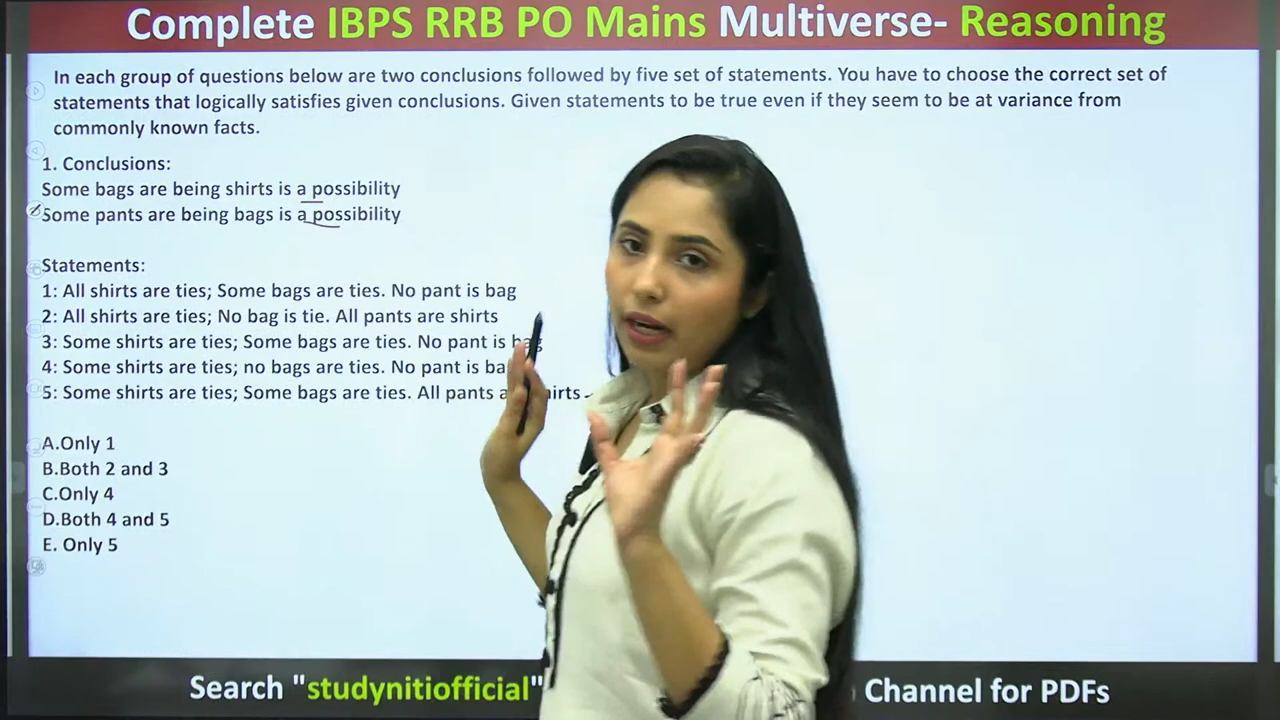 Complete IBPS RRB PO Mains Multiverse- Reasoning
In each group of questions below are two conclusions followed by five set of statements. You have to choose the correct set of
statements that logically satisfies given conclusions. Given statements to be true even if they seem to be at variance from
commonly known facts.
1. Conclusions:
Some bags are being shirts is a possibility
Some pants are being bags is a possibility
Statements:
1: All shirts are ties; Some bags are ties. No pant is bag
2: All shirts are ties; No bag is tie. All pants are shirts
3: Some shirts are ties; Some bags are ties. No pant is bag
4: Some shirts are ties; no bags are ties. No pant is
5: Some shirts are ties; Some bags are ties. All pants
A.Only 1
B.Both 2 and 3
C.Only 4
D.Both 4 and 5
E. Only 5
Search "studynitiofficial" Channel for PDFs